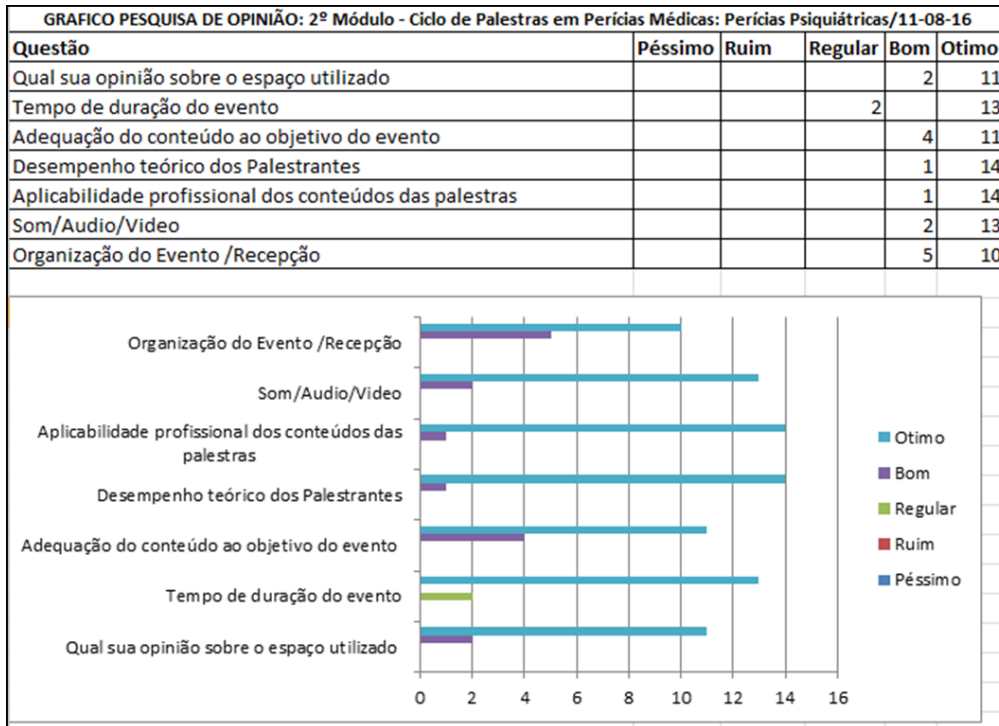 GRAFICO PESQUISA DE OPINIÃO: 2º Módulo - Ciclo de Palestras em Perícias Médicas: Perícias Psiquiátricas/11-08-16
Questão Péssimo Ruim Regular Bom Otimo
Qual sua opinião sobre o espaço utilizado 2 11
Tempo de duração do evento 2 13
Adequação do conteúdo ao objetivo do evento 4 11
Desempenho teórico dos Palestrantes 1 14
Aplicabilidade profissional dos conteúdos das palestras 1 14
Som/Audio/Video 2 13
Organização do Evento /Recepção 5 10
Organização do Evento /Recepção
Som/Audio/Video
Aplicabilidade profissional dos conteúdos das
palestras
Desempenho teórico dos Palestrantes
Adequação do conteúdo ao objetivo do evento
Tempo de duração do evento
Qual sua opinião sobre o espaço utilizado
0 2 4 6 8 10 12 14 16
Otimo
Bom
Regular
Ruim
Péssimo